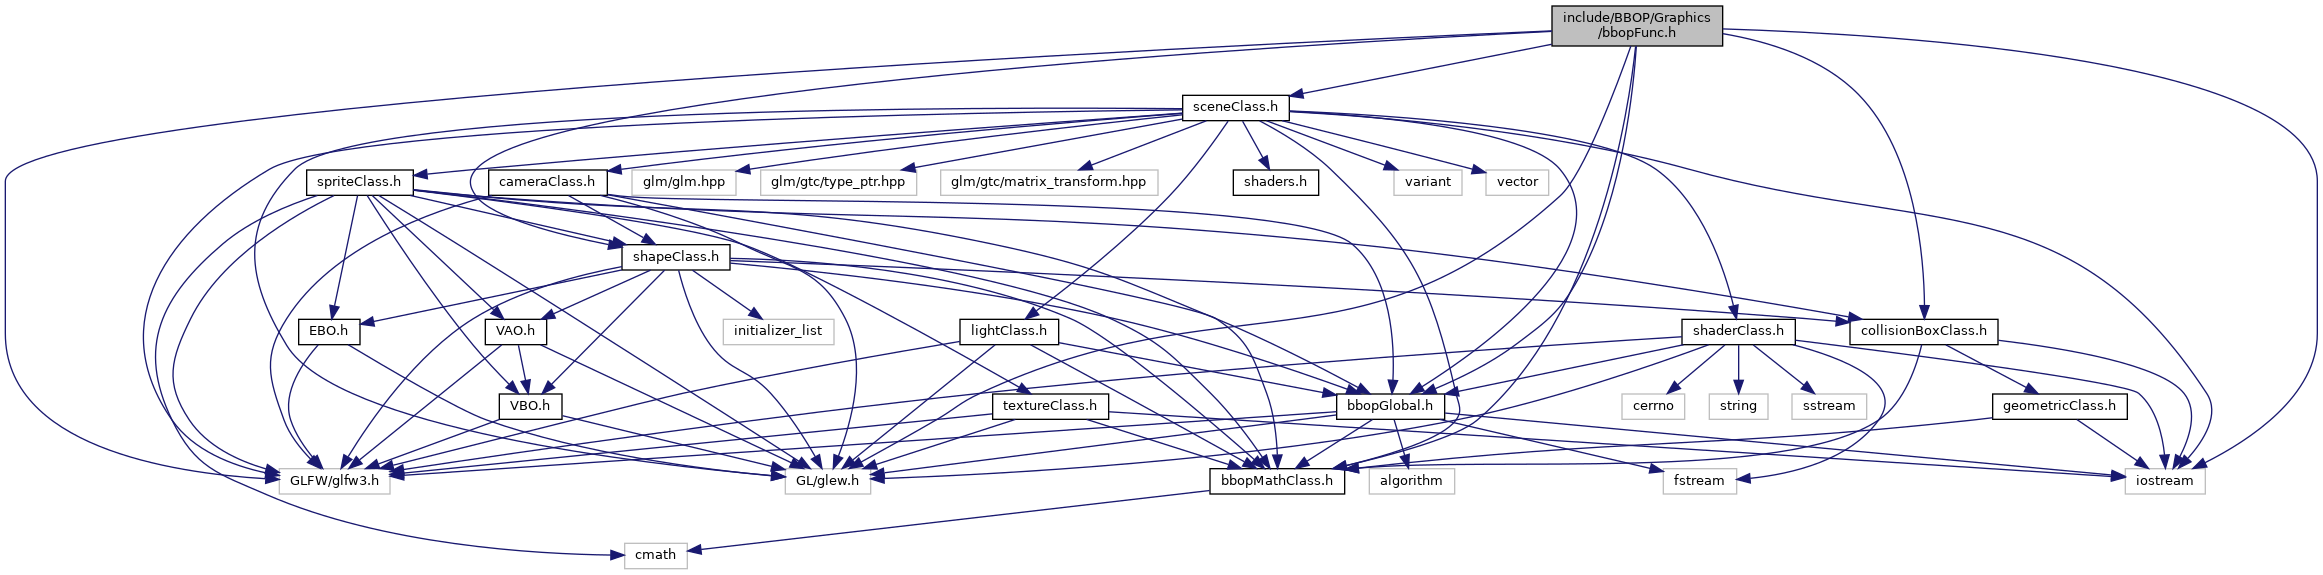 include/BBOP/Graphics
/bbopFunc.h
sceneClass.h
spriteClass.h
cameraClass.h
glm/glm.hpp
glm/gtc/type_ptr.hpp
glm/gtc/matrix_transform.hpp
shaders.h
variant
vector
shapeClass.h
EBO.h
VAO.h
initializer_list
lightClass.h
shaderClass.h
collisionBoxClass.h
VBO.h
textureClass.h
bbopGlobal.h
cerrno
string
sstream
geometricClass.h
GLFW/glfw3.h
GL/glew.h
bbopMathClass.h
algorithm
fstream
iostream
cmath